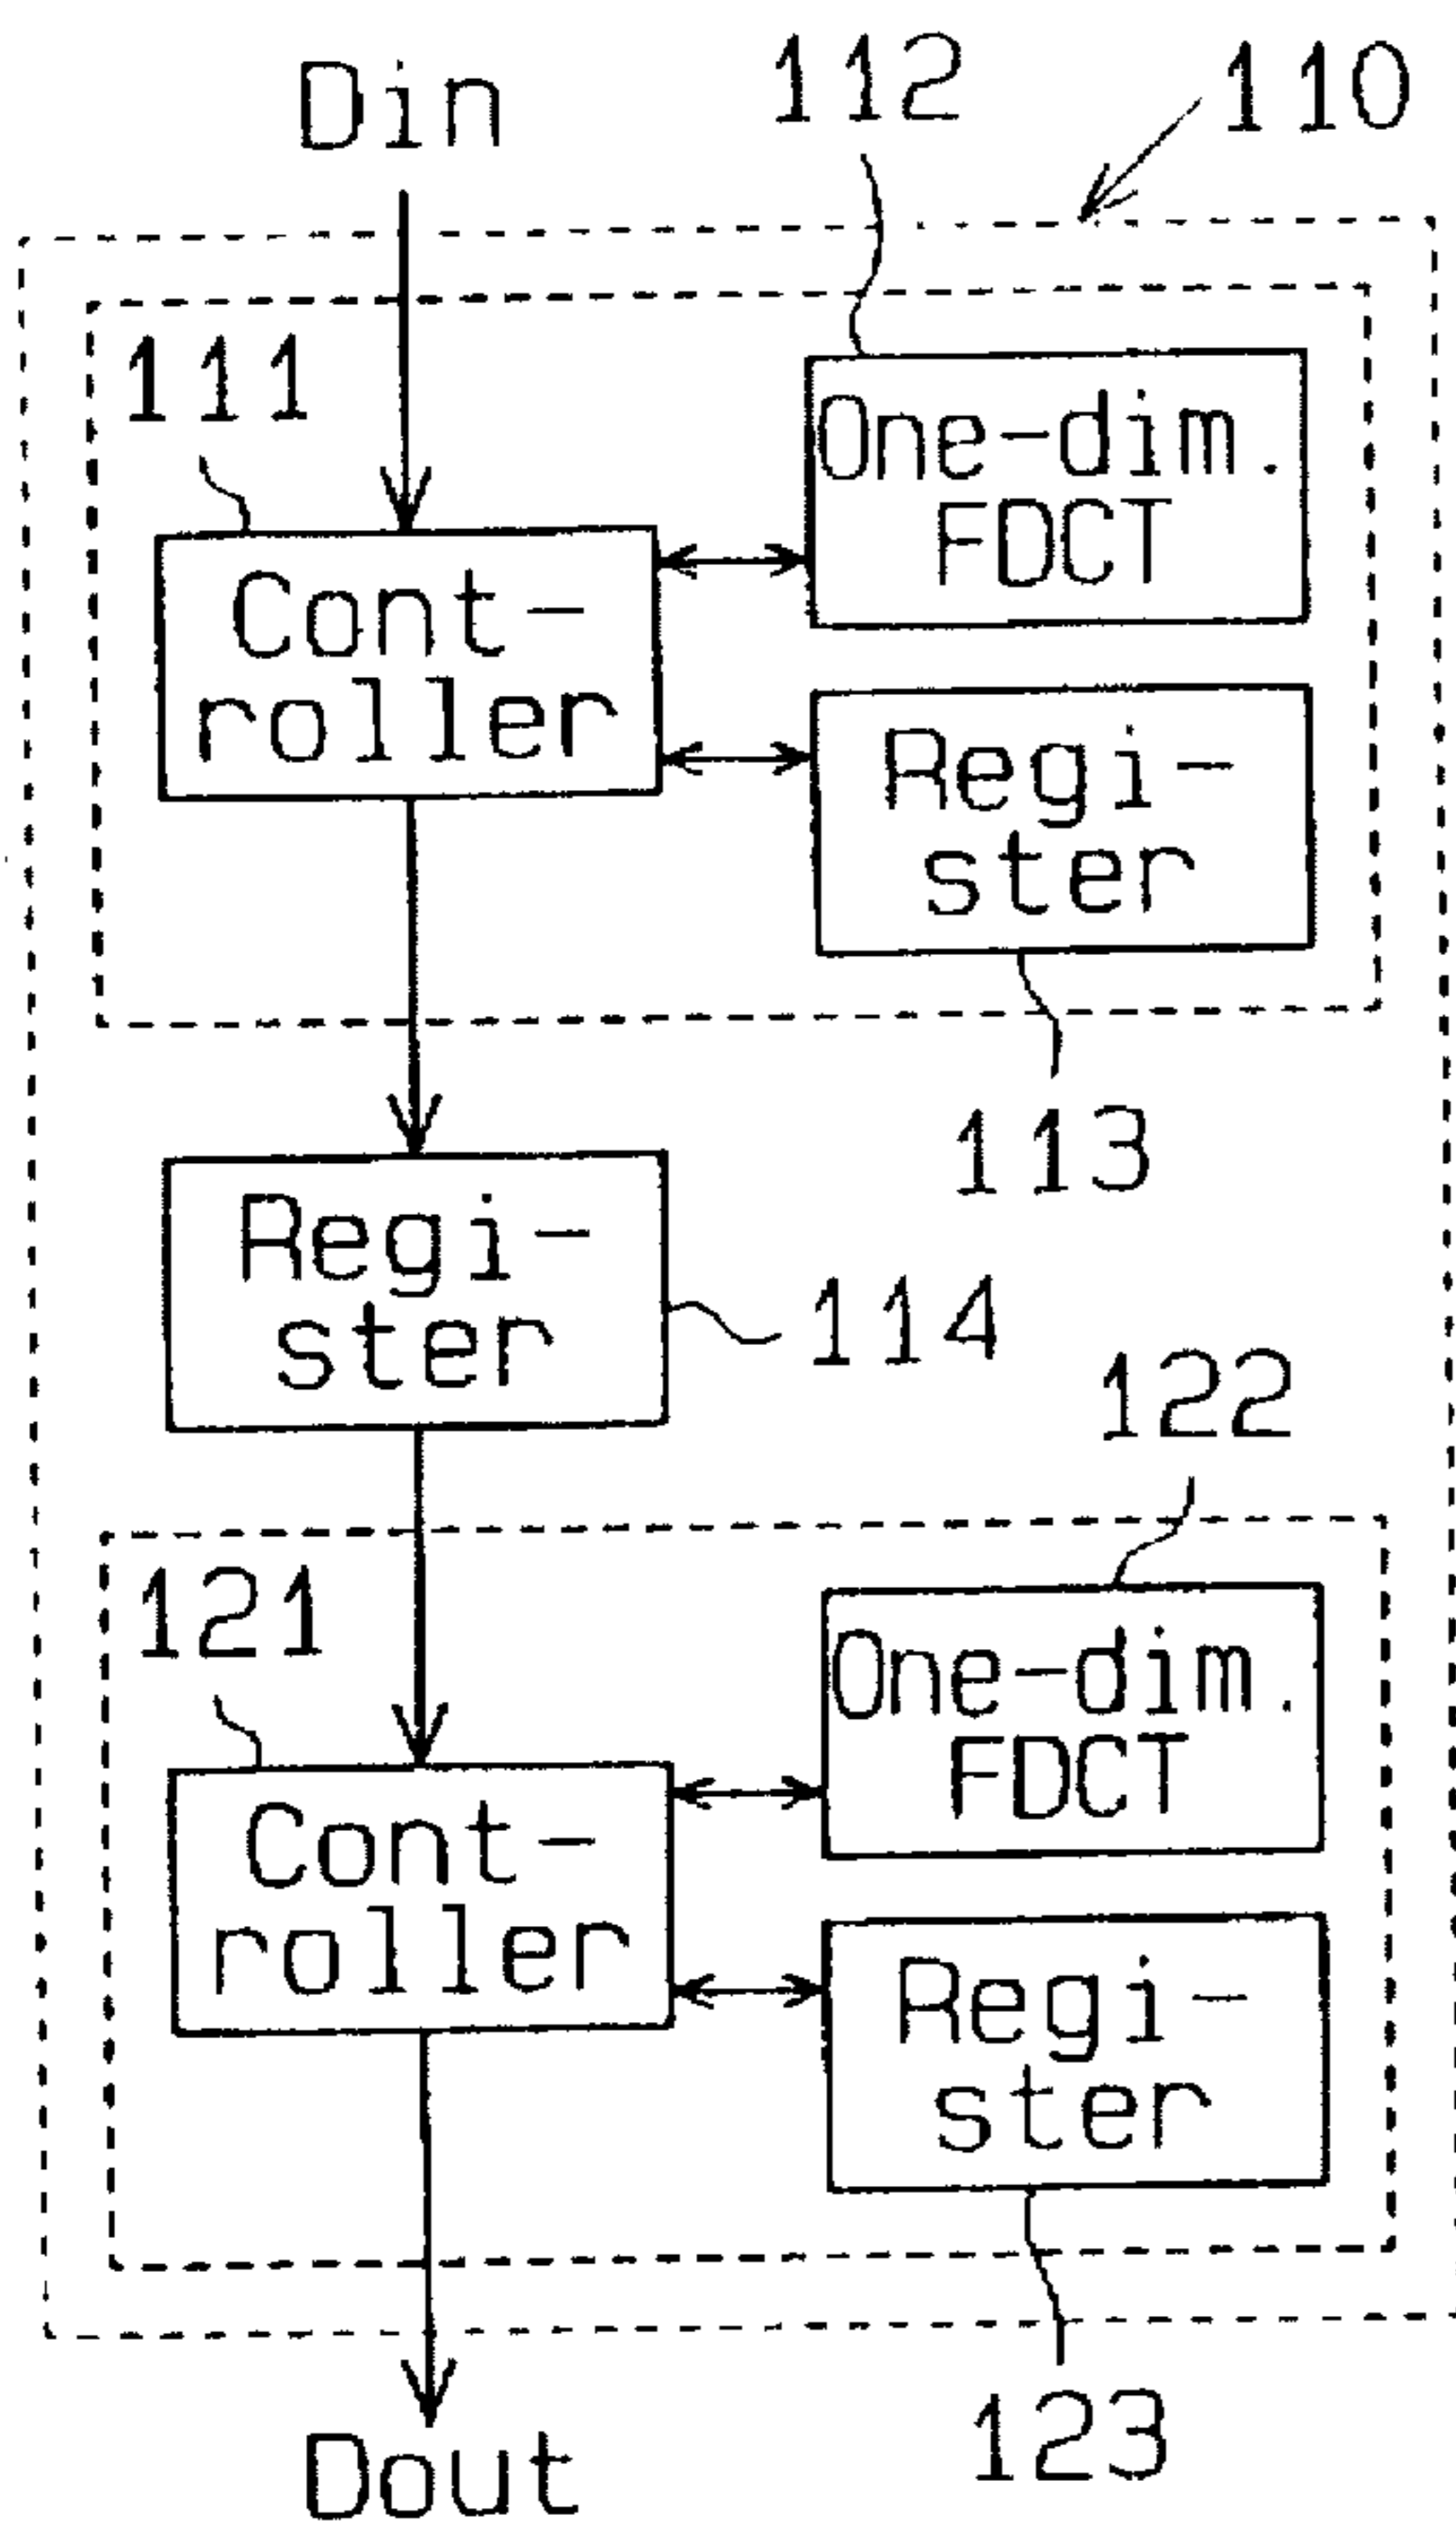 Din
112
110
111
One-dim.
FDCT
Cont-
roller
Regi-
ster
113
Regi-
ster
114
122
121
One-dim.
FDCT
Cont-
roller
Regi-
ster
123
Dout